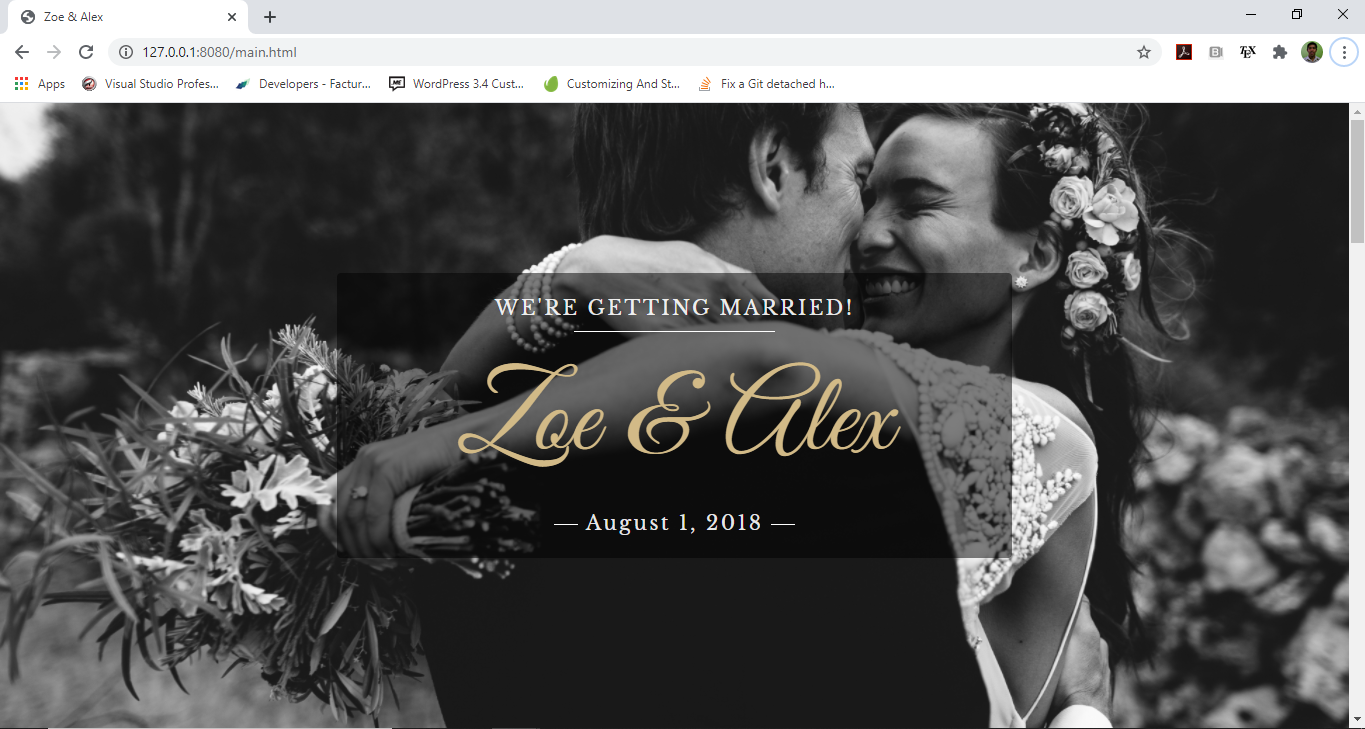 Zoe & Alex
127.0.0.1:8080/main.html
Apps
Visual Studio Profes...
Developers - Factur...
WordPress 3.4 Cust...
Customizing And St...
Fix a Git detached h...
WE'RE GETTING MARRIED!
Zoe & Alex
— August 1, 2018 —